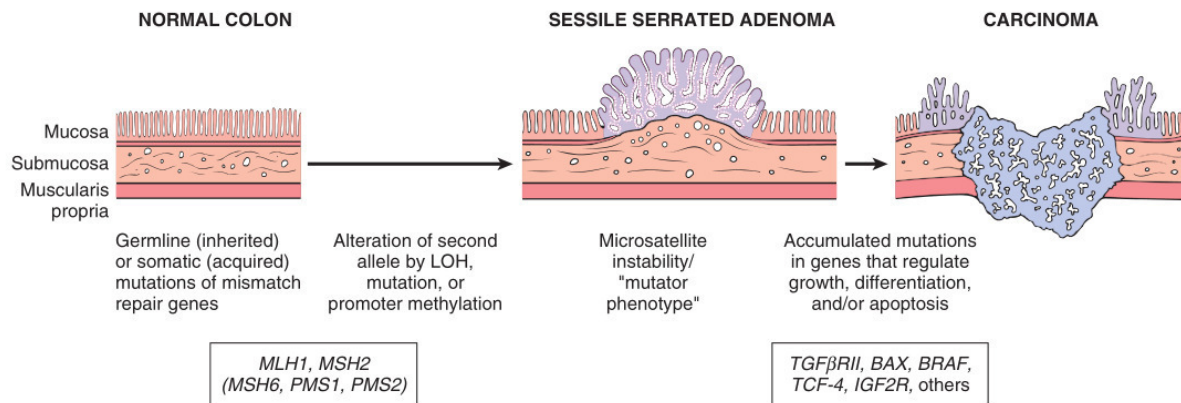 NORMAL COLON
SESSILE SERRATED ADENOMA
CARCINOMA
Mucosa
Submucosa
Muscularis
propria
Germline (inherited)
or somatic (acquired)
mutations of mismatch
repair genes
Alteration of second
allele by LOH,
mutation, or
promoter methylation
Microsatellite
instability/
"mutator
phenotype"
Accumulated mutations
in genes that regulate
growth, differentiation,
and/or apoptosis
MLH1, MSH2
(MSH6, PMS1, PMS2)
TGFβRII, BAX, BRAF,
TCF-4, IGF2R, others